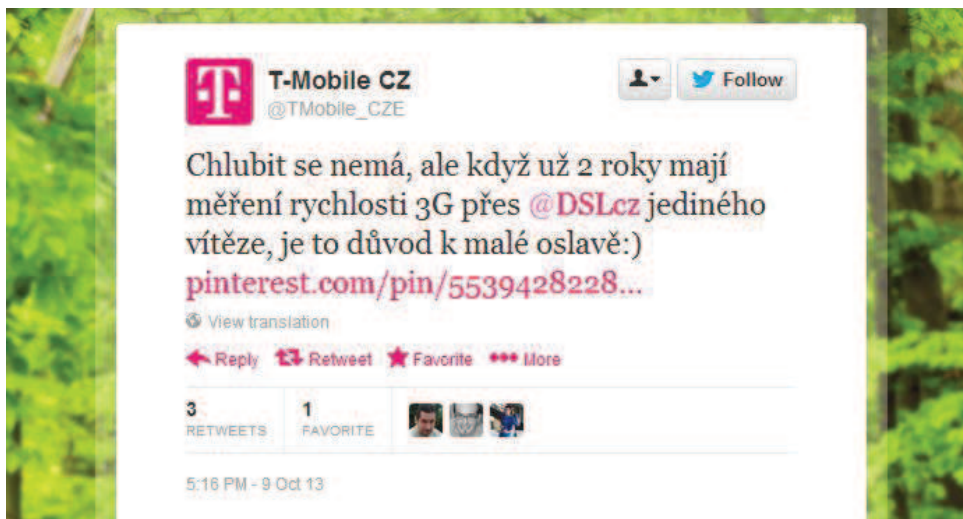 T-Mobile CZ
@TMobile_CZE
Follow
Chlubit se nemá, ale když už 2 roky mají
měření rychlosti 3G přes @DSLcz jediného
vítěze, je to důvod k malé oslavě:)
pinterest.com/pin/5539428228...
View translation
Reply Retweet Favorite More
3 1
RETWEETS FAVORITE
5:16 PM - 9 Oct 13